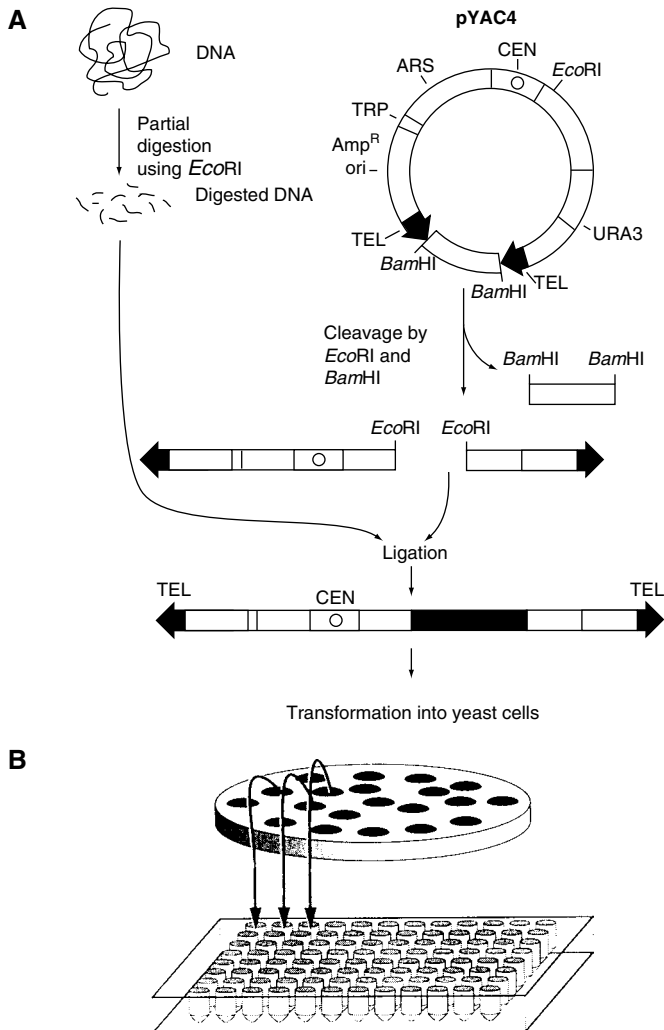 A
pYAC4
DNA
CEN
ARS
EcoRI
TRP
Amp^R
ori
Partial
digestion
using EcoRI
Digested DNA
TEL
URA3
BamHI
BamHI
TEL
Cleavage by
EcoRI and
BamHI
BamHI
BamHI
EcoRI
EcoRI
Ligation
TEL
CEN
TEL
Transformation into yeast cells
B